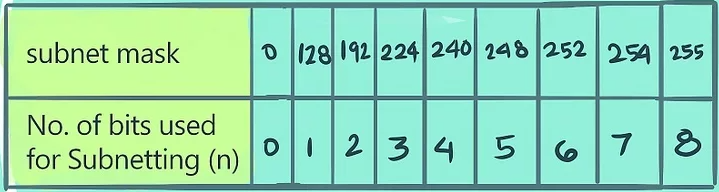 subnet mask 0 128 192 224 240 248 252 254 255
No. of bits used
for Subnetting (n) 0 1 2 3 4 5 6 7 8